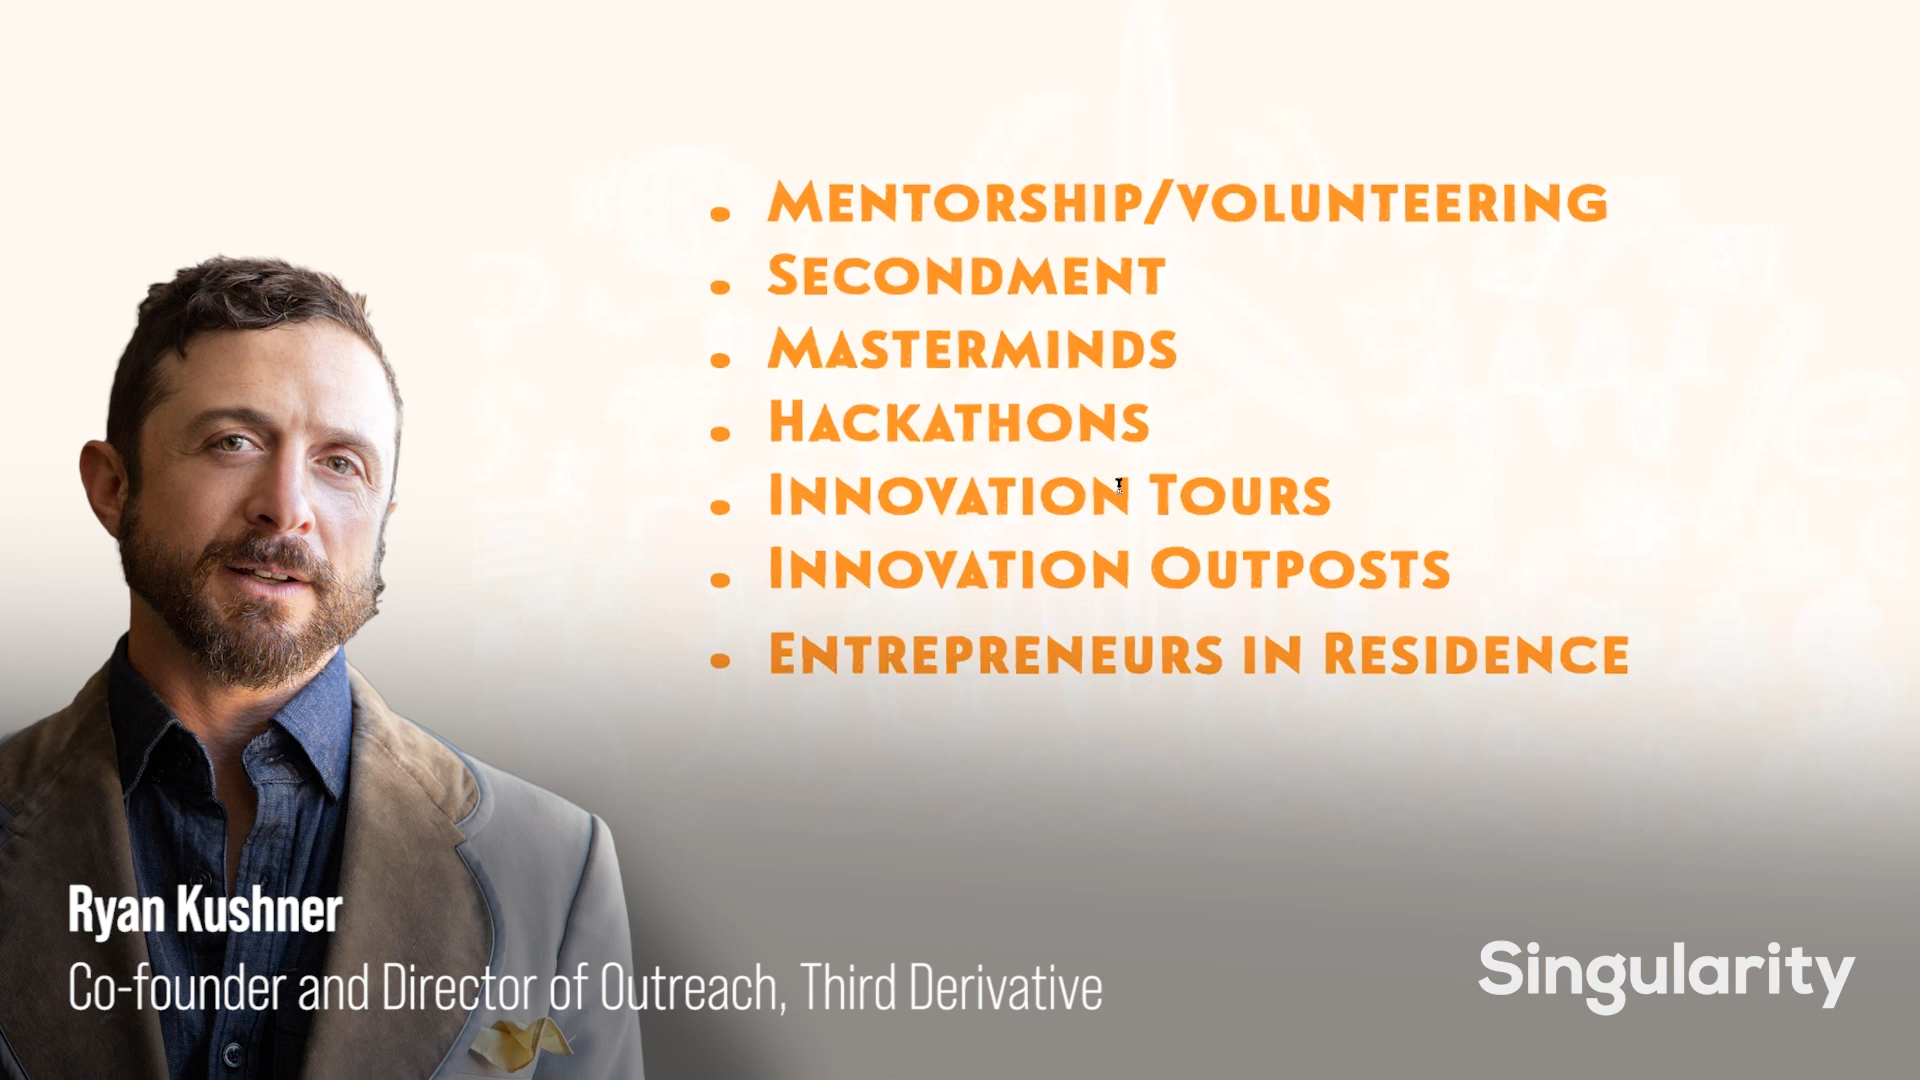 • Mentorship/volunteering
• Secondment
• Masterminds
• Hackathons
• Innovation Tours
• Innovation Outposts
• Entrepreneurs in Residence
Ryan Kushner
Co-founder and Director of Outreach, Third Derivative
Singularity